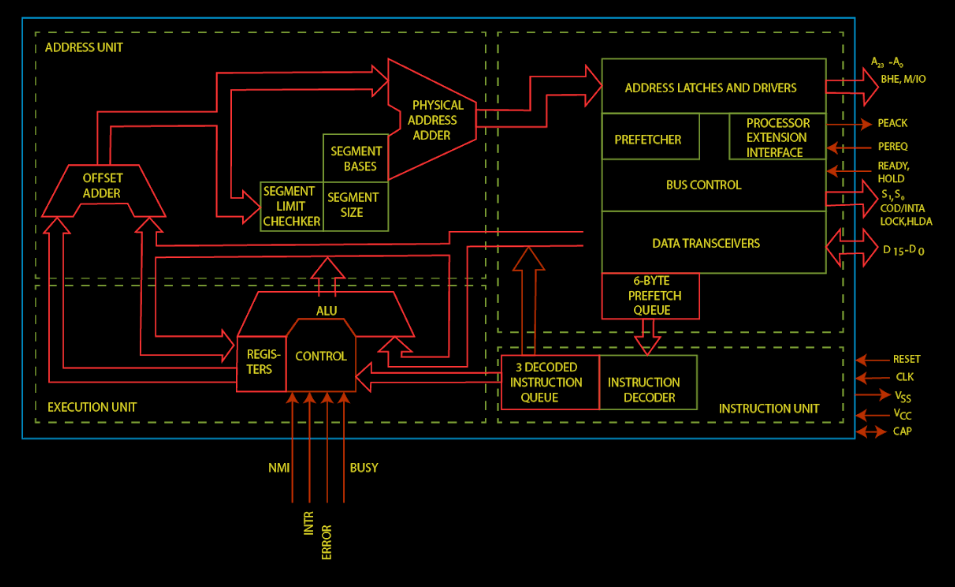 ADDRESS UNIT
OFFSET
ADDER
PHYSICAL
ADDRESS
ADDER
SEGMENT
BASES
SEGMENT
LIMIT
CHECHKER
SEGMENT
SIZE
ADDRESS LATCHES AND DRIVERS
PREFETCHER
PROCESSOR
EXTENSION
INTERFACE
BUS CONTROL
DATA TRANSCEIVERS
6-BYTE
PREFETCH
QUEUE
A23 -A0
BHE, M/IO
PEACK
PEREQ
READY,
HOLD
S1, S0
COD/INTA
LOCK,HLDA
D 15-D 0
ALU
REGIS-
TERS
CONTROL
EXECUTION UNIT
3 DECODED
INSTRUCTION
QUEUE
INSTRUCTION
DECODER
INSTRUCTION UNIT
RESET
CLK
VSS
VCC
CAP
NMI
INTR
ERROR
BUSY